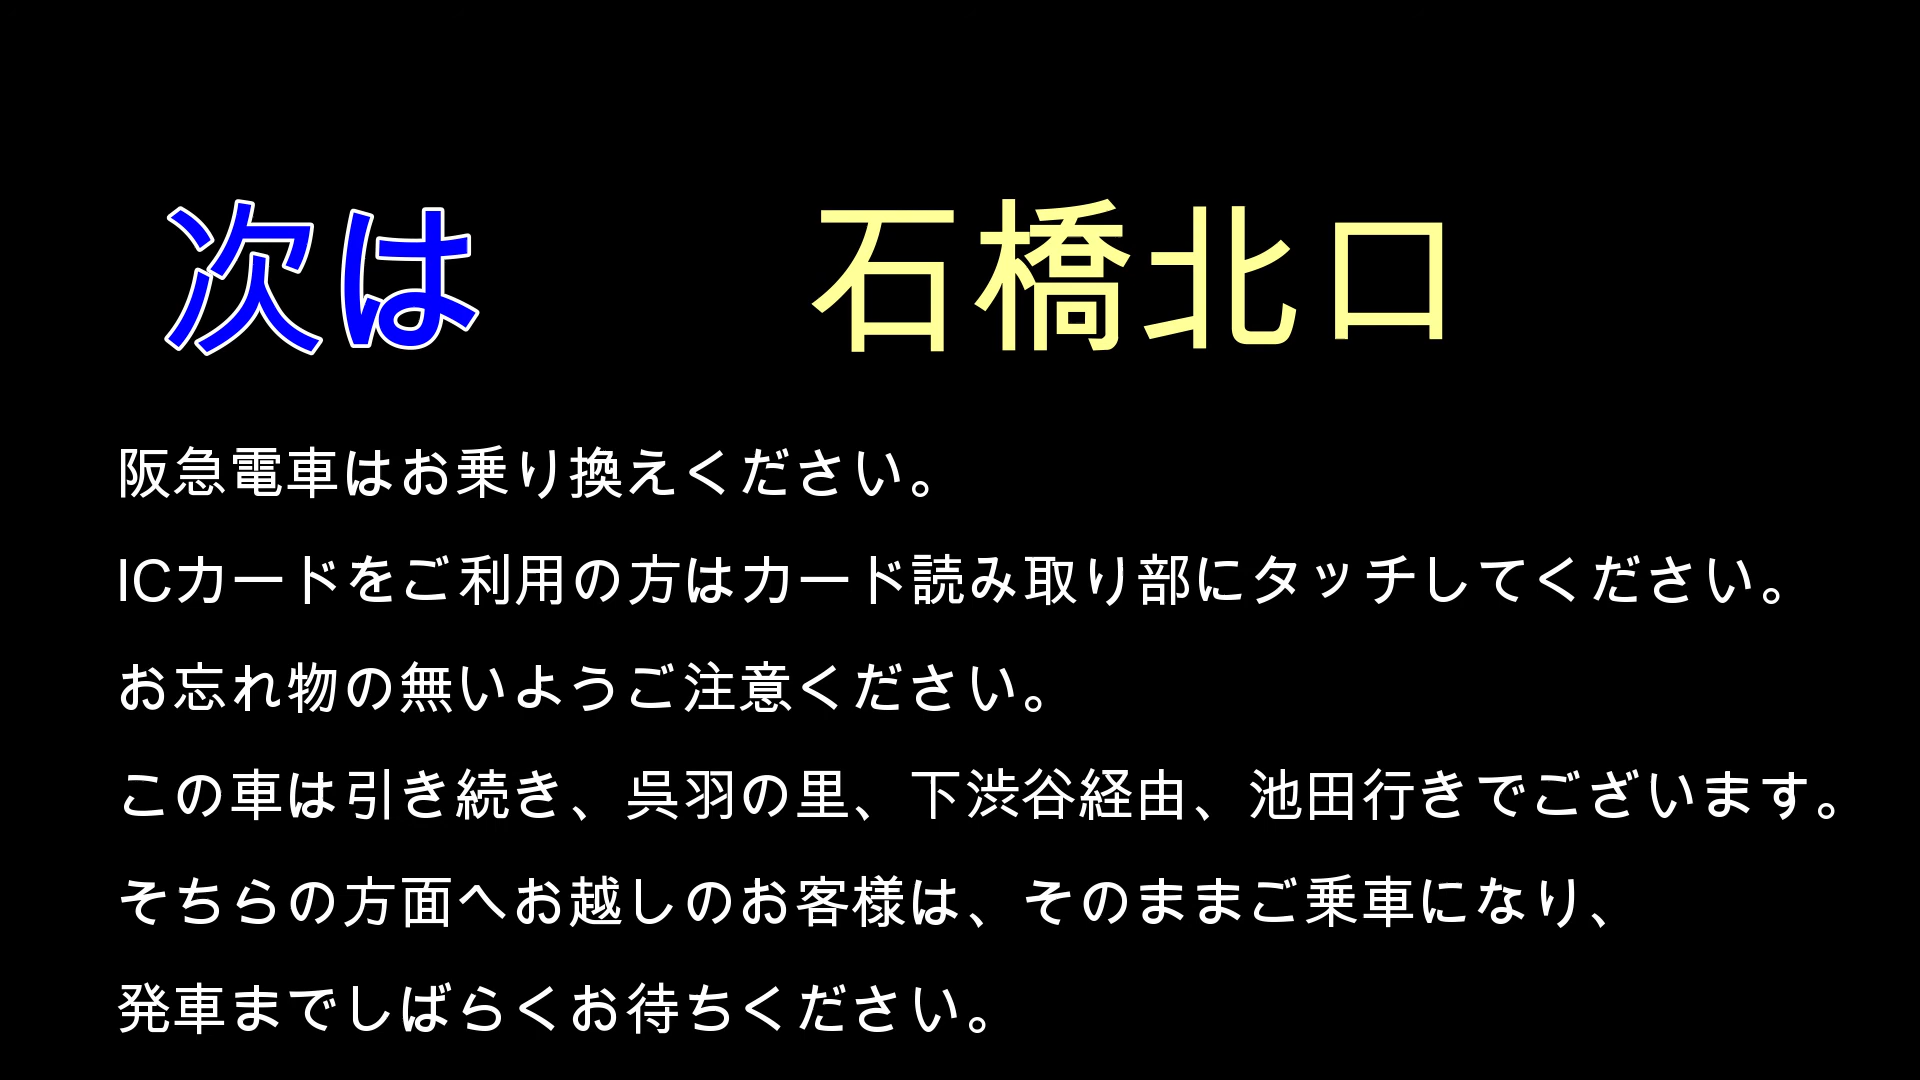 次は 石橋北口
阪急電車はお乗り換えください。
ICカードをご利用の方はカード読み取り部にタッチしてください。
お忘れ物の無いようご注意ください。
この車は引き続き、呉羽の里、下渋谷経由、池田行きでございます。
そちらの方面へお越しのお客様は、そのままご乗車になり、
発車までしばらくお待ちください。